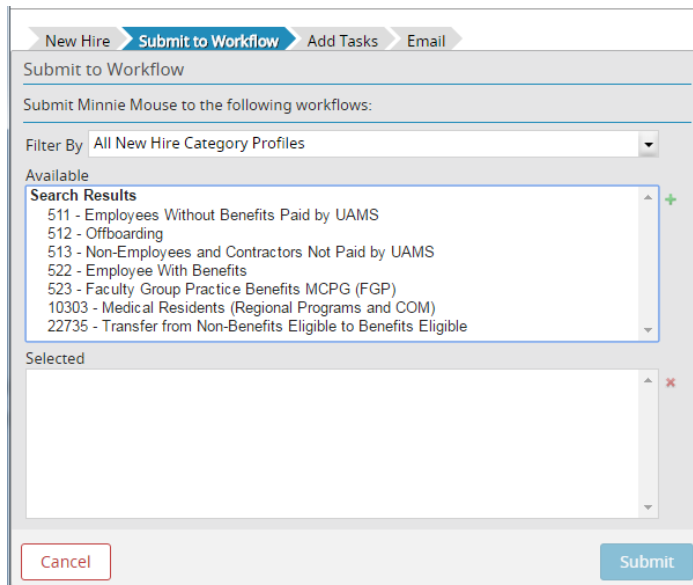 New Hire Submit to Workflow Add Tasks Email
Submit to Workflow
Submit Minnie Mouse to the following workflows:
Filter By All New Hire Category Profiles
Available
Search Results
511 - Employees Without Benefits Paid by UAMS
512 - Offboarding
513 - Non-Employees and Contractors Not Paid by UAMS
522 - Employee With Benefits
523 - Faculty Group Practice Benefits MCPG (FGP)
10303 - Medical Residents (Regional Programs and COM)
22735 - Transfer from Non-Benefits Eligible to Benefits Eligible
Selected
Cancel Submit